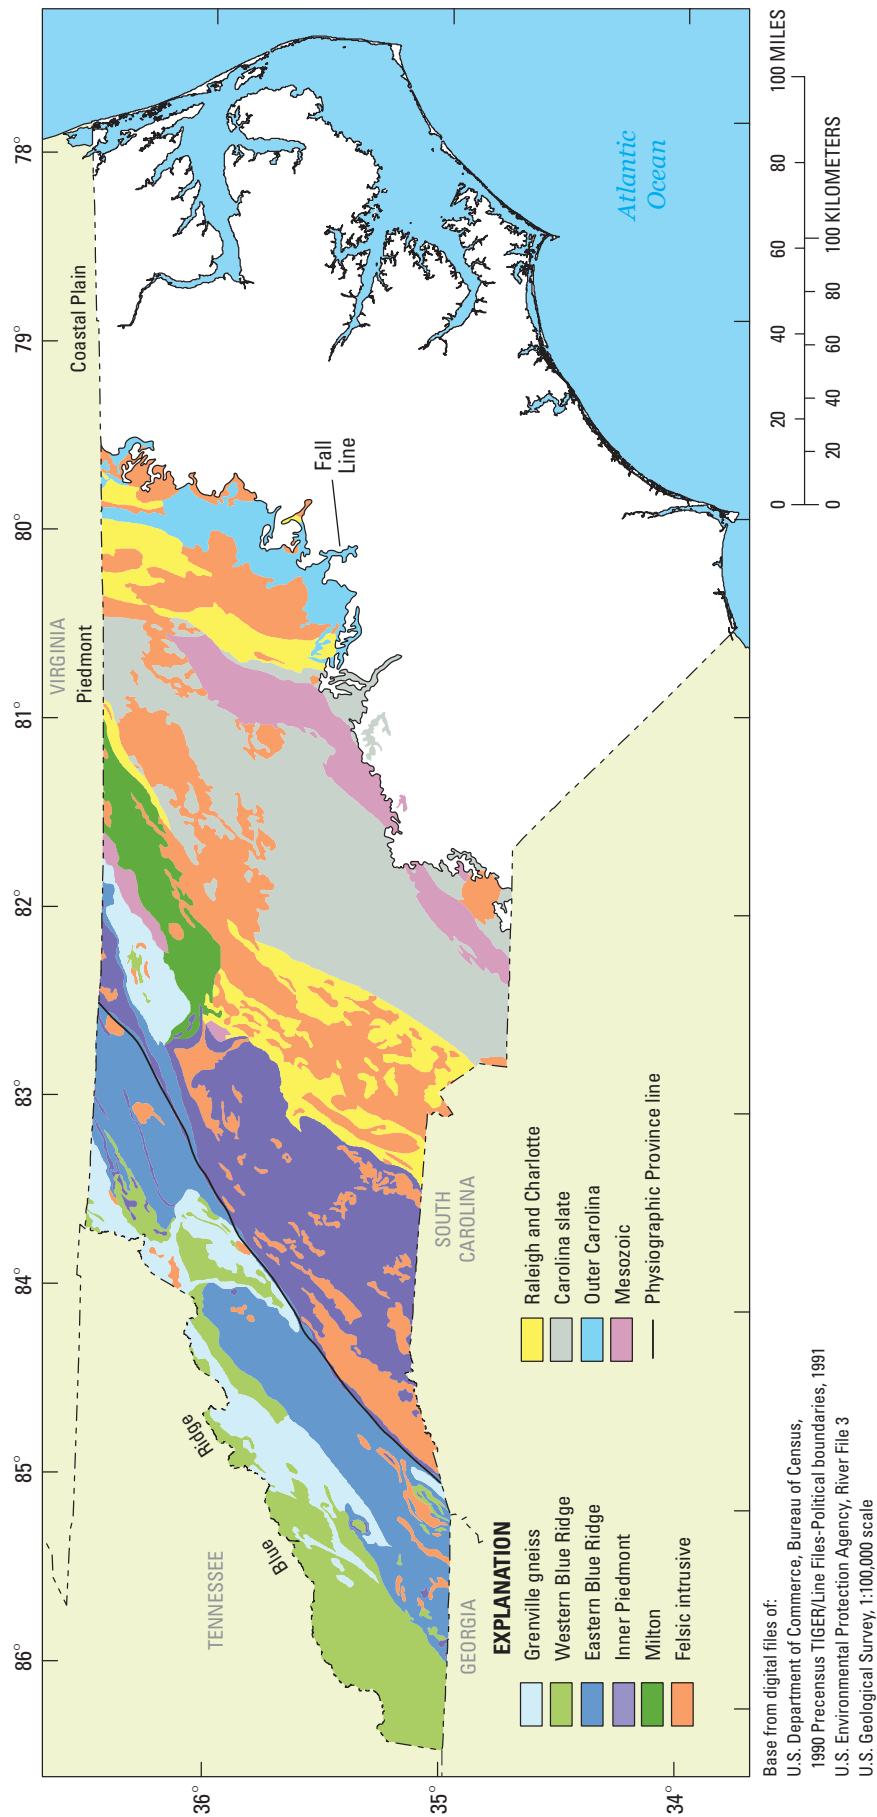 86°
85°
84°
83°
82°
81°
80°
79°
78°
36°
35°
34°
TENNESSEE
VIRGINIA
Blue
Ridge
Piedmont
Coastal Plain
Fall
Line
GEORGIA
SOUTH
CAROLINA
Atlantic
Ocean
EXPLANATION
Grenville gneiss
Western Blue Ridge
Eastern Blue Ridge
Inner Piedmont
Milton
Felsic intrusive
Raleigh and Charlotte
Carolina slate
Outer Carolina
Mesozoic
Physiographic Province line
Base from digital files of:
U.S. Department of Commerce, Bureau of Census,
1990 Precensus TIGER/Line Files-Political boundaries, 1991
U.S. Environmental Protection Agency, River File 3
U.S. Geological Survey, 1:100,000 scale
0 20 40 60 80 100 MILES
0 20 40 60 80 100 KILOMETERS